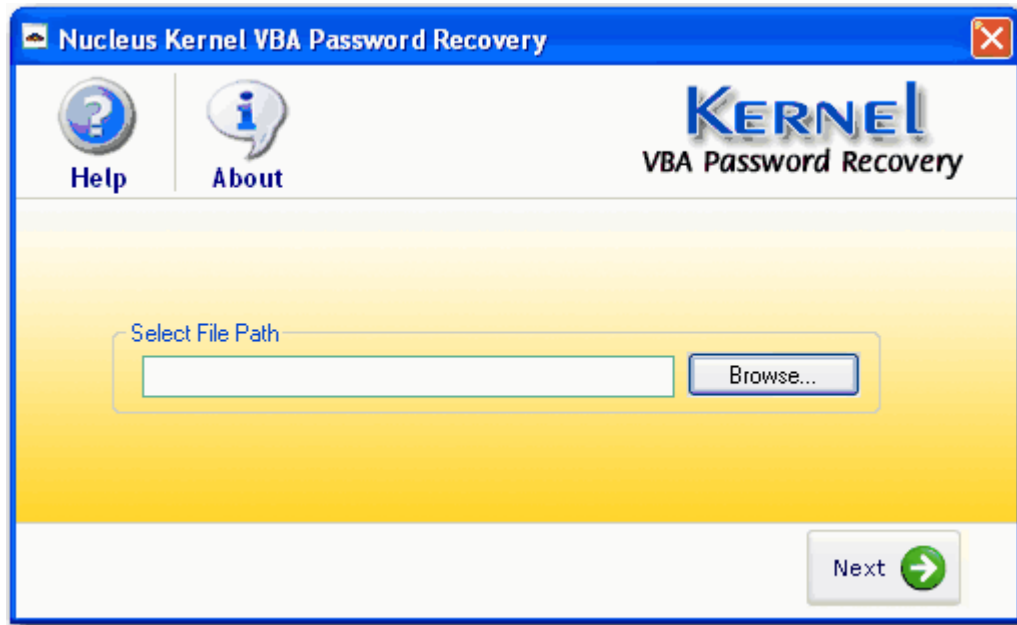 Nucleus Kernel VBA Password Recovery
Help
About
KERNEl
VBA Password Recovery
Select File Path
Browse...
Next